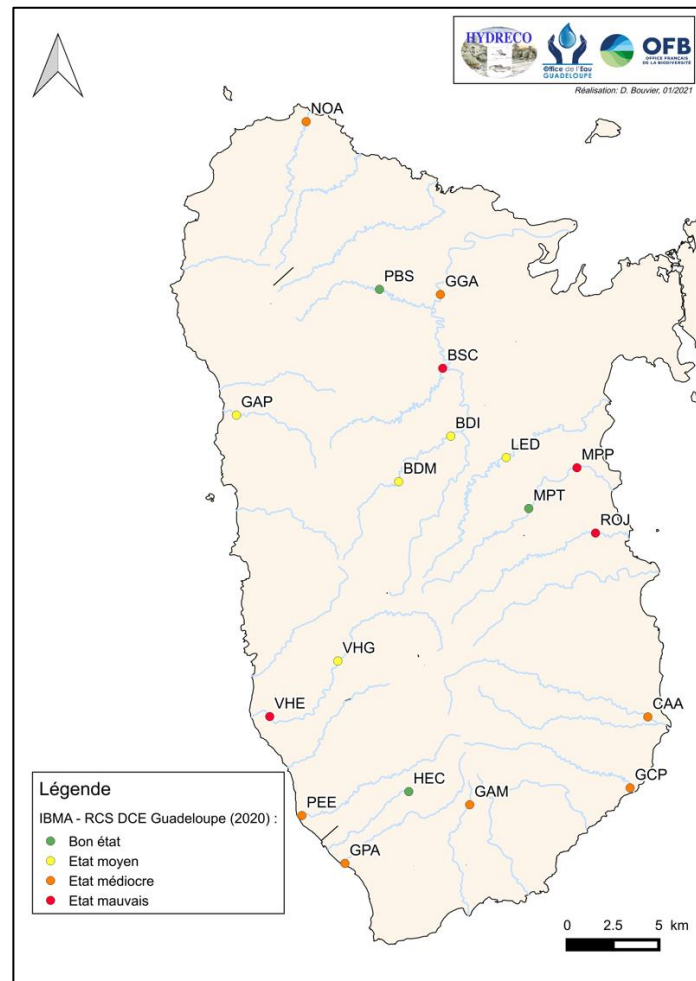 HYDRECO
Office de l'Eau
GUADELOUPE
OFB
OFFICE FRANÇAIS
DE LA BIODIVERSITÉ
Réalisation: D. Bouvier, 01/2021
NOA
PBS
GGA
BSC
GAP
BDI
LED
MPP
BDM
MPT
ROJ
VHG
VHE
CAA
HEC
GAM
GCP
PEE
GPA
Légende
IBMA - RCS DCE Guadeloupe (2020) :
Bon état
Etat moyen
Etat médiocre
Etat mauvais
0 2.5 5 km